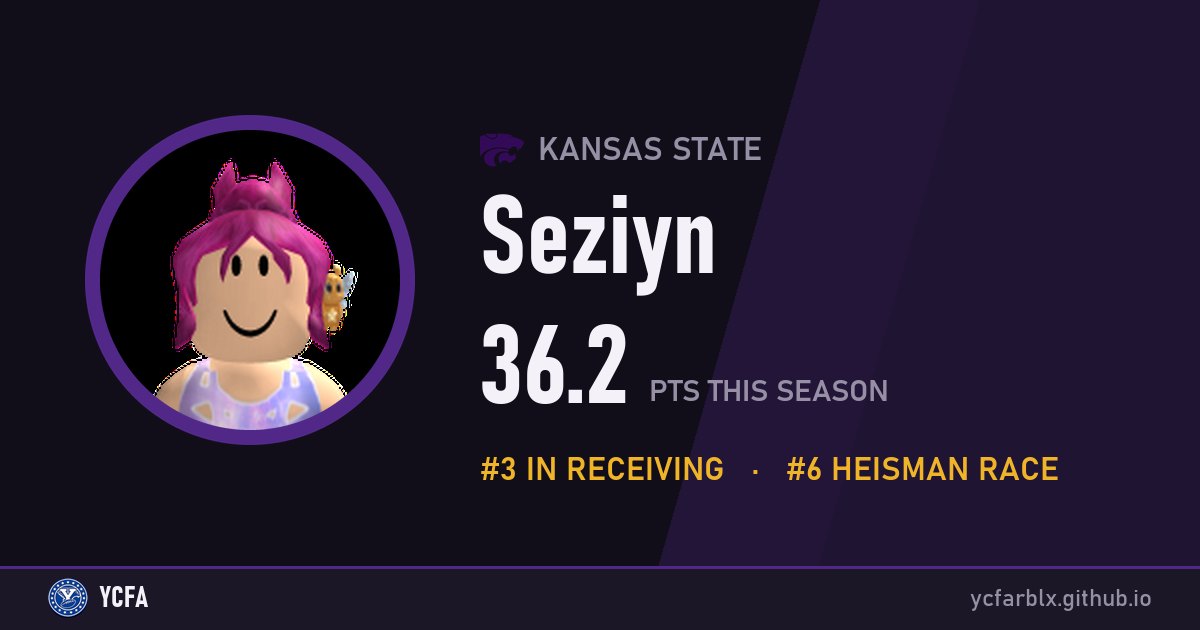 KANSAS STATE
Seziyn
36.2 PTS THIS SEASON
#3 IN RECEIVING · #6 HEISMAN RACE
YCFA
ycfarblx.github.io